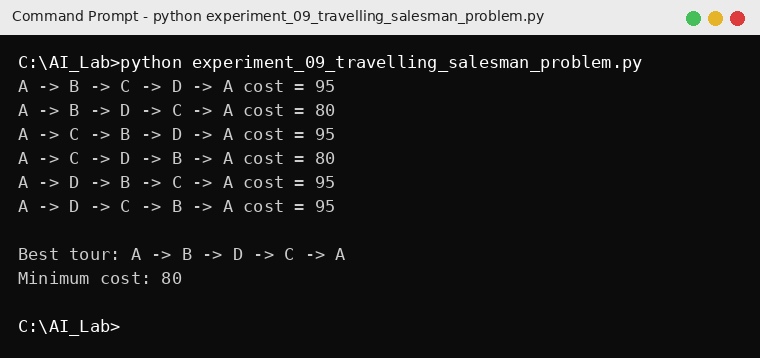 Command Prompt - python experiment_09_travelling_salesman_problem.py
C:\AI_Lab>python experiment_09_travelling_salesman_problem.py
A -> B -> C -> D -> A cost = 95
A -> B -> D -> C -> A cost = 80
A -> C -> B -> D -> A cost = 95
A -> C -> D -> B -> A cost = 80
A -> D -> B -> C -> A cost = 95
A -> D -> C -> B -> A cost = 95
Best tour: A -> B -> D -> C -> A
Minimum cost: 80
C:\AI_Lab>